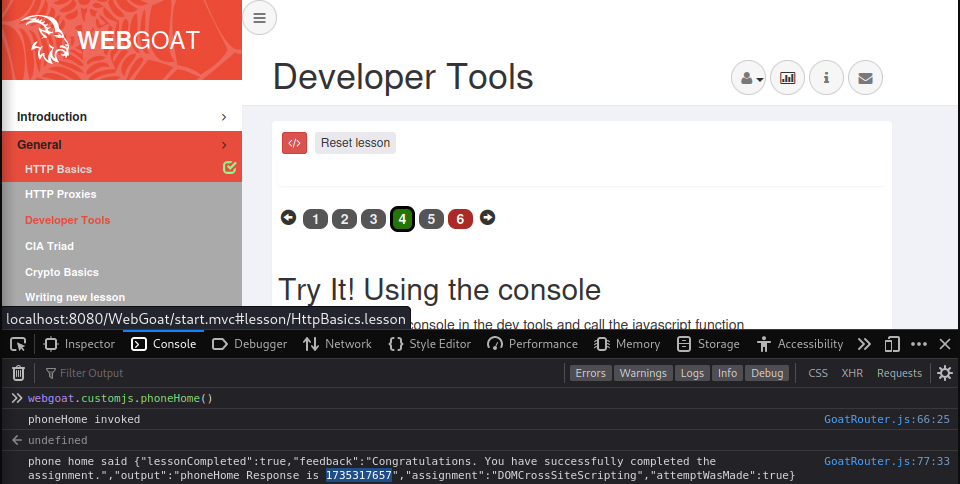 WEBGOAT
Developer Tools
Introduction
General
HTTP Basics
HTTP Proxies
Developer Tools
CIA Triad
Crypto Basics
Writing new lesson
Reset lesson
1 2 3 4 5 6
Try It! Using the console
console in the dev tools and call the javascript function
localhost:8080/WebGoat/start.mvc#lesson/HttpBasics.lesson
Inspector Console Debugger Network Style Editor Performance Memory Storage Accessibility
Filter Output Errors Warnings Logs Info Debug CSS XHR Requests
webgoat.customjs.phoneHome()
phoneHome invoked GoatRouter.js:66:25
undefined
phone home said {"lessonCompleted":true,"feedback":"Congratulations. You have successfully completed the GoatRouter.js:77:33
assignment.","output":"phoneHome Response is 1735317657","assignment":"DOMCrossSiteScripting","attemptWasMade":true}